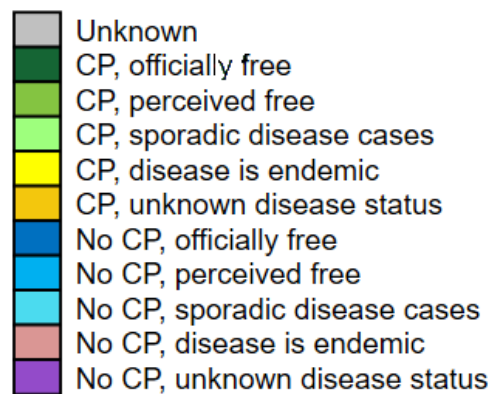 Unknown
CP, officially free
CP, perceived free
CP, sporadic disease cases
CP, disease is endemic
CP, unknown disease status
No CP, officially free
No CP, perceived free
No CP, sporadic disease cases
No CP, disease is endemic
No CP, unknown disease status